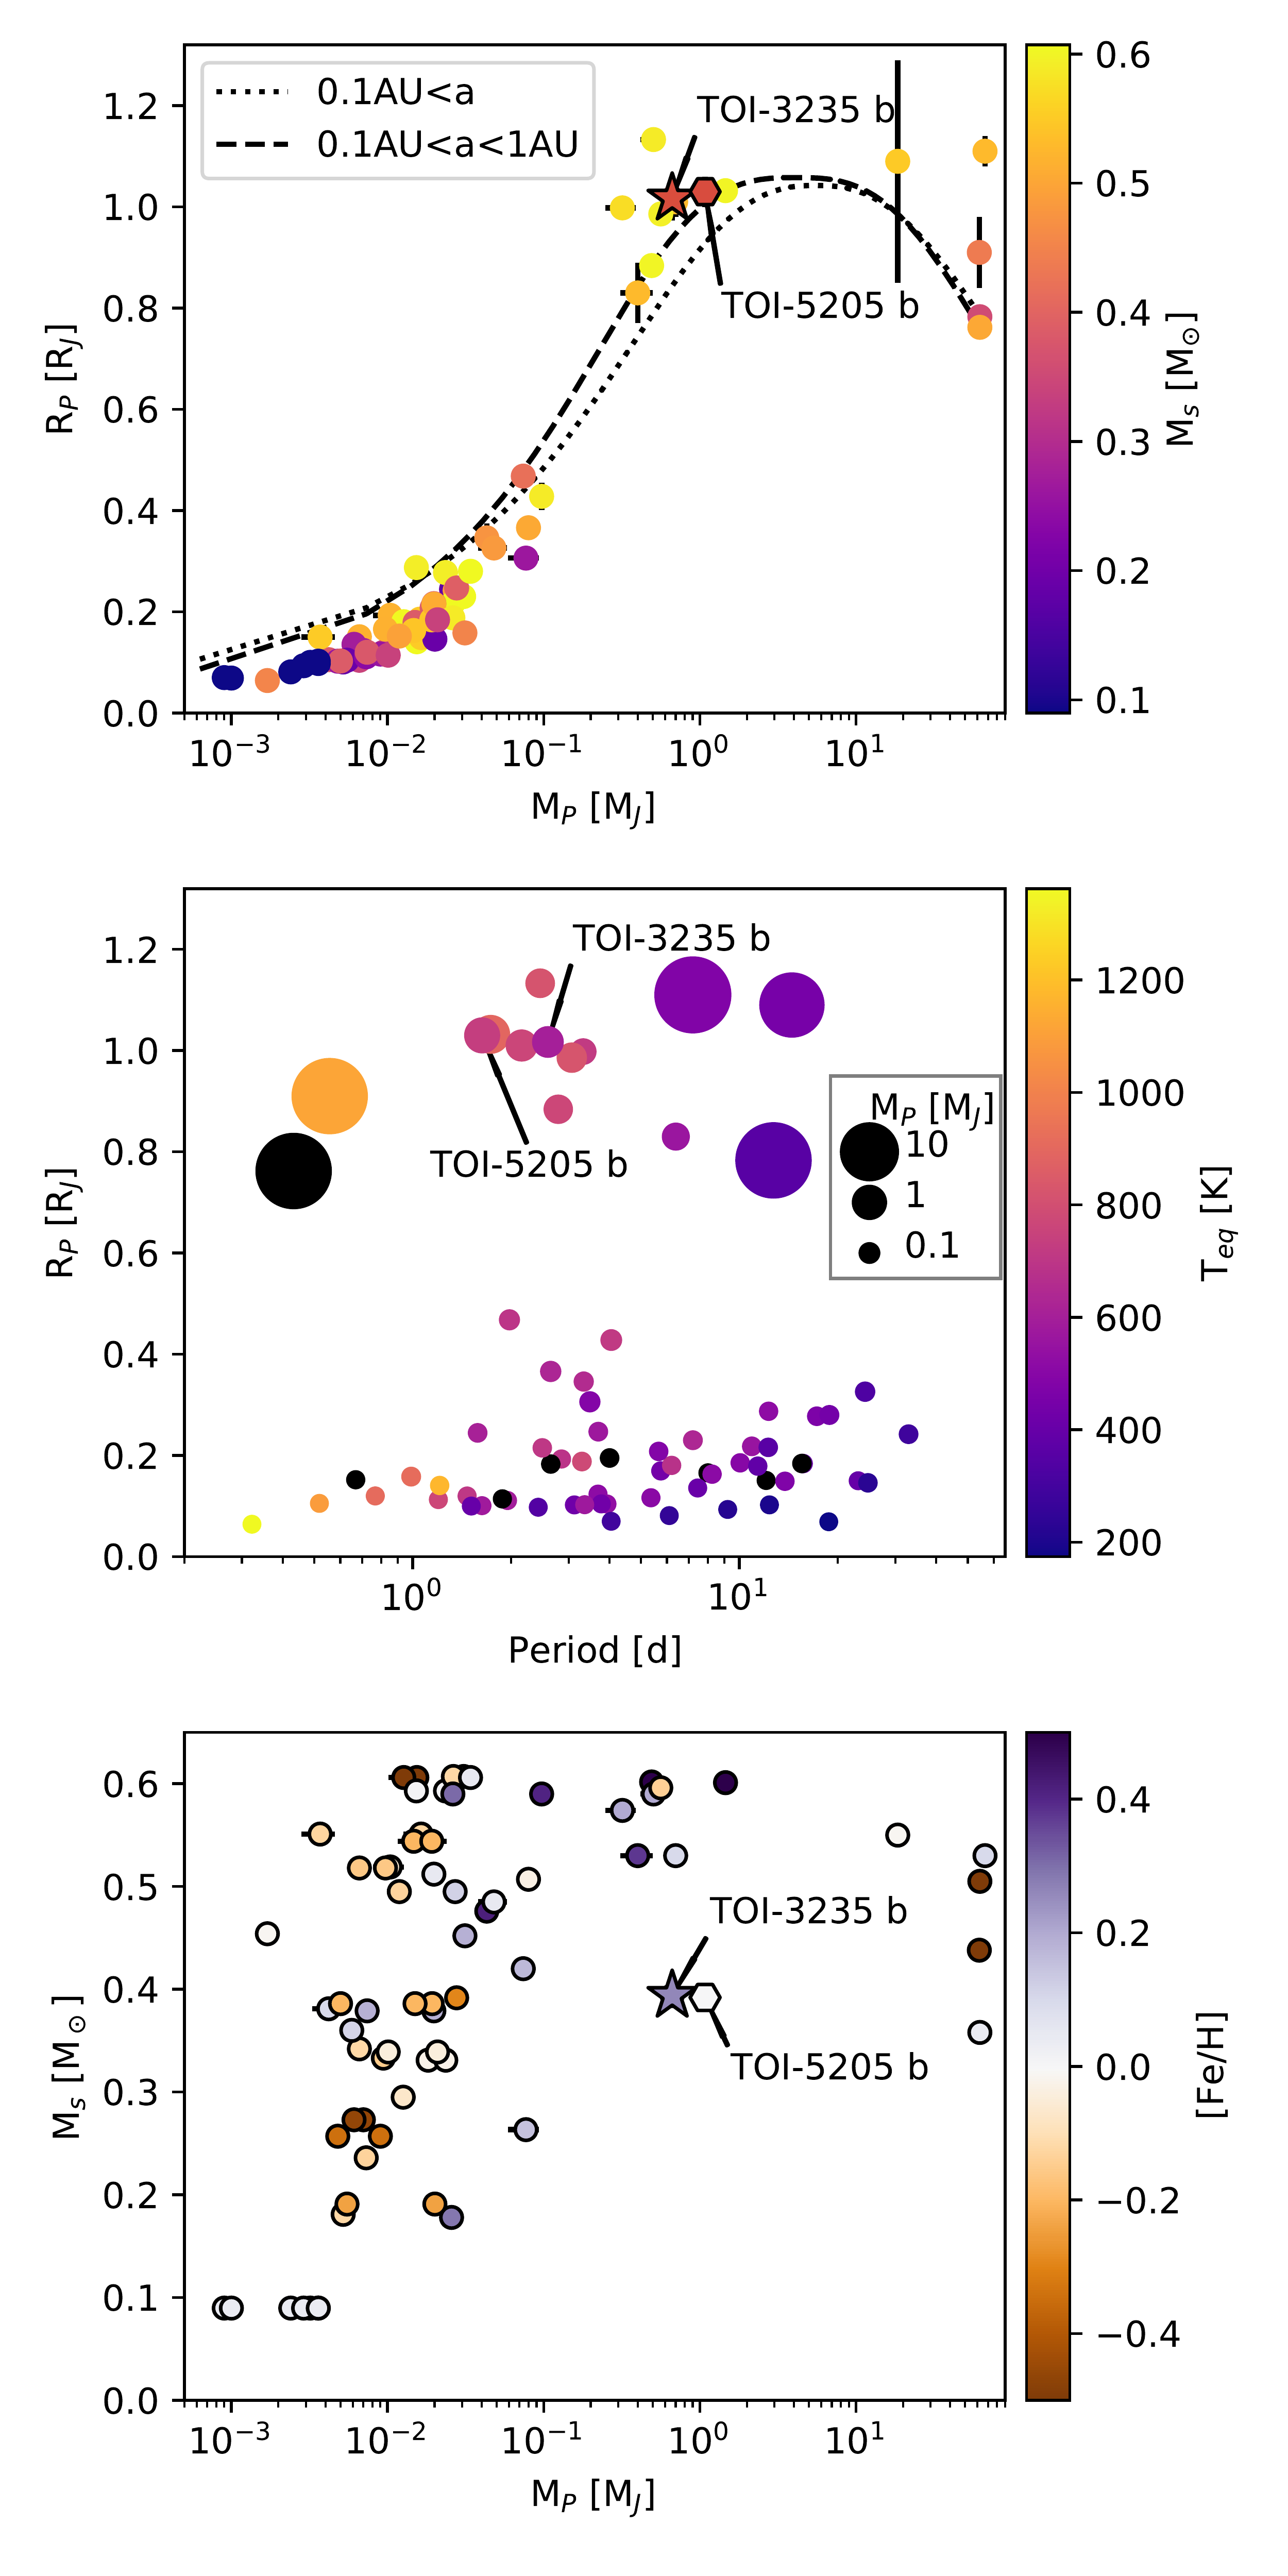 0.1AU<a
0.1AU<a<1AU
TOI-3235 b
TOI-5205 b
1.2
1.0
0.8
0.6
0.4
0.2
0.0
R_P [R_J]
10^−3 10^−2 10^−1 10^0 10^1
M_P [M_J]
0.6
0.5
0.4
0.3
0.2
0.1
M_s [M_⊙]
TOI-3235 b
TOI-5205 b
M_P [M_J]
10
1
0.1
1.2
1.0
0.8
0.6
0.4
0.2
0.0
R_P [R_J]
10^0 10^1
Period [d]
1200
1000
800
600
400
200
T_eq [K]
TOI-3235 b
TOI-5205 b
0.6
0.5
0.4
0.3
0.2
0.1
0.0
M_s [M_⊙]
10^−3 10^−2 10^−1 10^0 10^1
M_P [M_J]
0.4
0.2
0.0
−0.2
−0.4
[Fe/H]